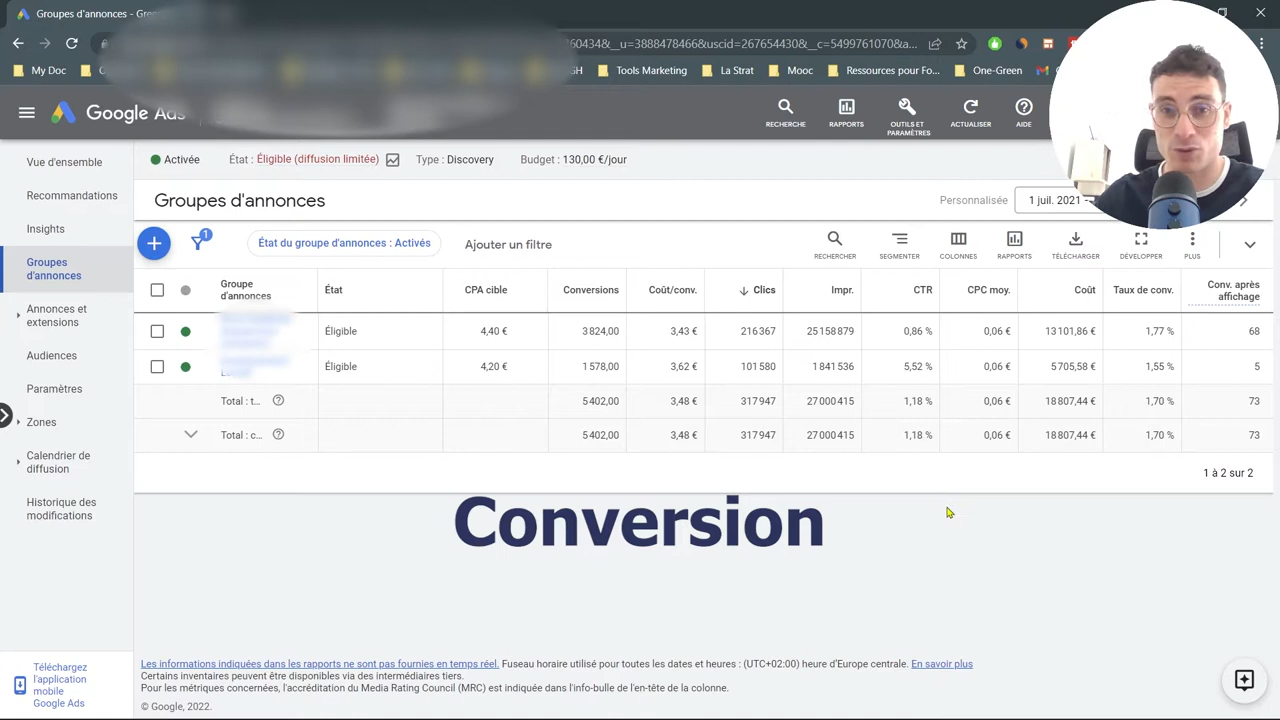 Groupes d'annonces - Gre
60434&__u=3888478466&uscid=267654430&__c=5499761070&a...
My Doc
GH
Tools Marketing
La Strat
Mooc
Ressources pour Fo...
One-Green
Google Ads
RECHERCHE
RAPPORTS
OUTILS ET
PARAMÈTRES
ACTUALISER
AIDE
Vue d'ensemble
Recommandations
Insights
Groupes
d'annonces
Annonces et
extensions
Audiences
Paramètres
Zones
Calendrier de
diffusion
Historique des
modifications
Téléchargez
l'application
mobile
Google Ads
Activée État : Éligible (diffusion limitée) Type : Discovery Budget : 130,00 €/jour
Groupes d'annonces
Personnalisée 1 juil. 2021 -
1
État du groupe d'annonces : Activés
Ajouter un filtre
RECHERCHER
SEGMENTER
COLONNES
RAPPORTS
TÉLÉCHARGER
DÉVELOPPER
PLUS
Groupe
d'annonces
État
CPA cible
Conversions
Coût/conv.
Clics
Impr.
CTR
CPC moy.
Coût
Taux de conv.
Conv. après
affichage
Éligible 4,40 € 3 824,00 3,43 € 216 367 25 158 879 0,86 % 0,06 € 13 101,86 € 1,77 % 68
Éligible 4,20 € 1 578,00 3,62 € 101 580 1 841 536 5,52 % 0,06 € 5 705,58 € 1,55 % 5
Total : t... 5 402,00 3,48 € 317 947 27 000 415 1,18 % 0,06 € 18 807,44 € 1,70 % 73
Total : c... 5 402,00 3,48 € 317 947 27 000 415 1,18 % 0,06 € 18 807,44 € 1,70 % 73
1 à 2 sur 2
Conversion
Les informations indiquées dans les rapports ne sont pas fournies en temps réel. Fuseau horaire utilisé pour toutes les dates et heures : (UTC+02:00) heure d'Europe centrale. En savoir plus
Certains inventaires peuvent être disponibles via des intermédiaires tiers.
Pour les métriques concernées, l'accréditation du Media Rating Council (MRC) est indiquée dans l'info-bulle de l'en-tête de la colonne.
© Google, 2022.